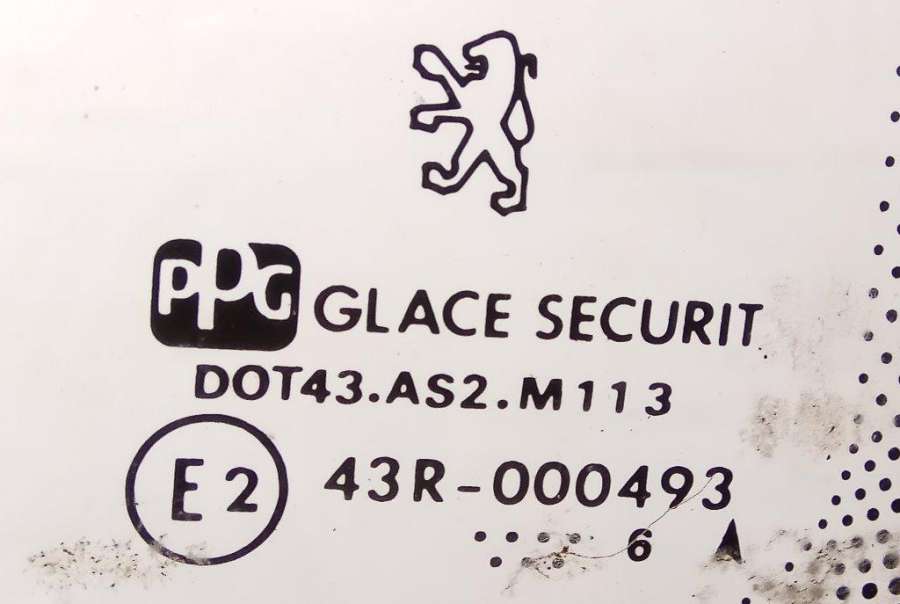 PPG GLACE SECURIT
DOT43.AS2.M113
E2 43R-000493
6